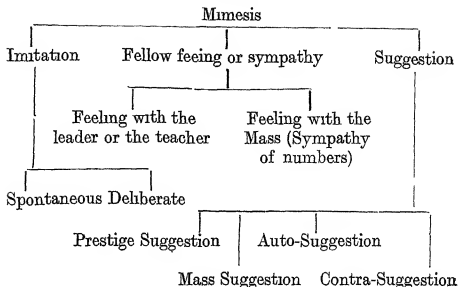 Mimesis
Imitation Fellow feeing or sympathy Suggestion
Feeling with the leader or the teacher
Feeling with the Mass (Sympathy of numbers)
Spontaneous Deliberate
Prestige Suggestion Auto-Suggestion
Mass Suggestion Contra-Suggestion